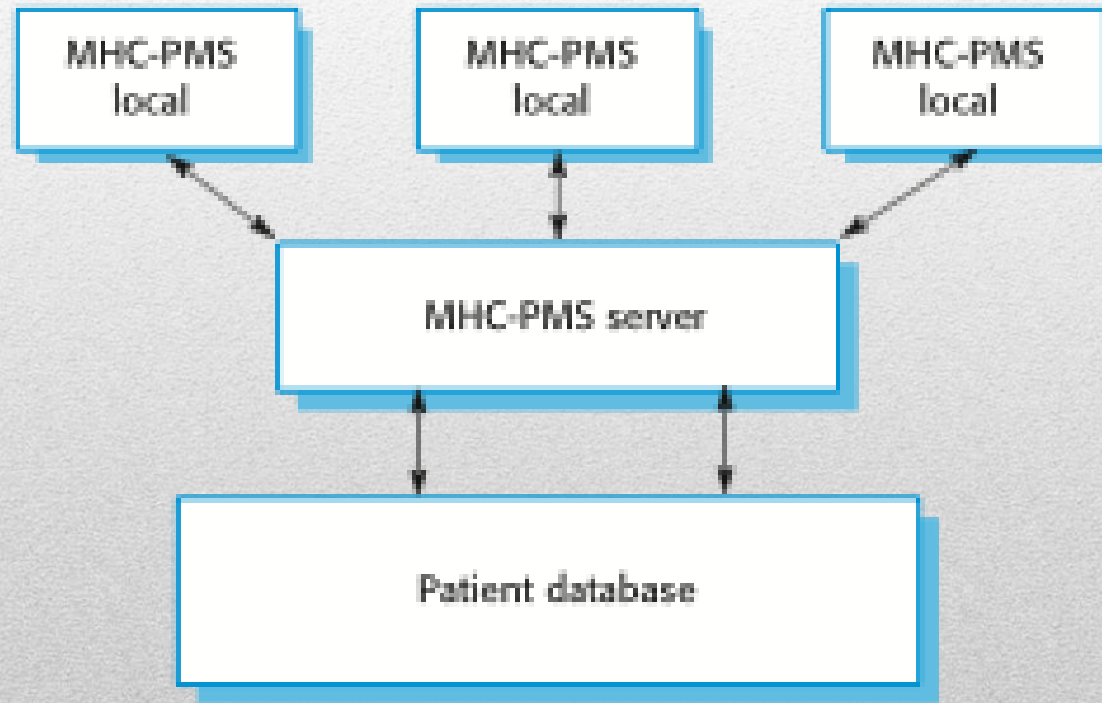 MHC-PMS
local
MHC-PMS
local
MHC-PMS
local
MHC-PMS server
Patient database